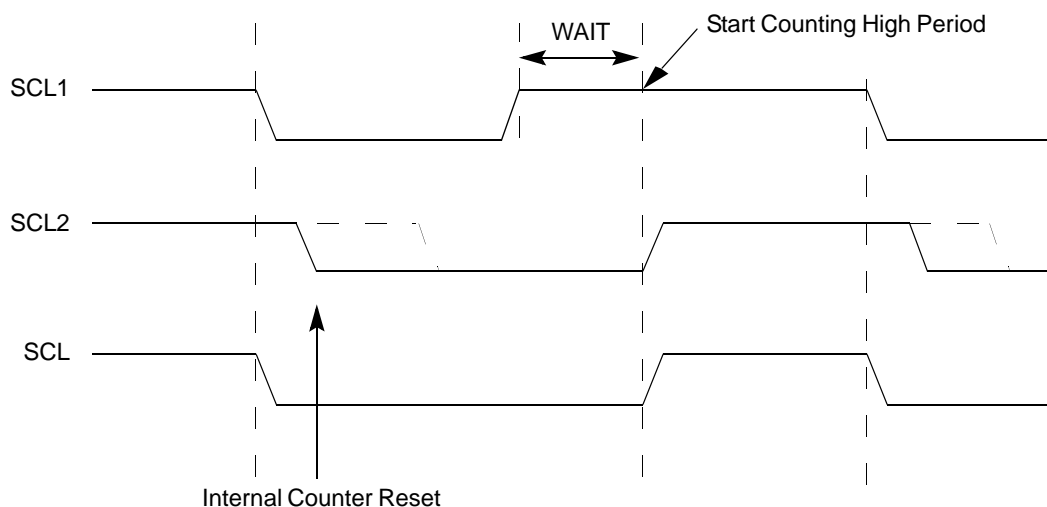 WAIT
Start Counting High Period
SCL1
SCL2
SCL
Internal Counter Reset